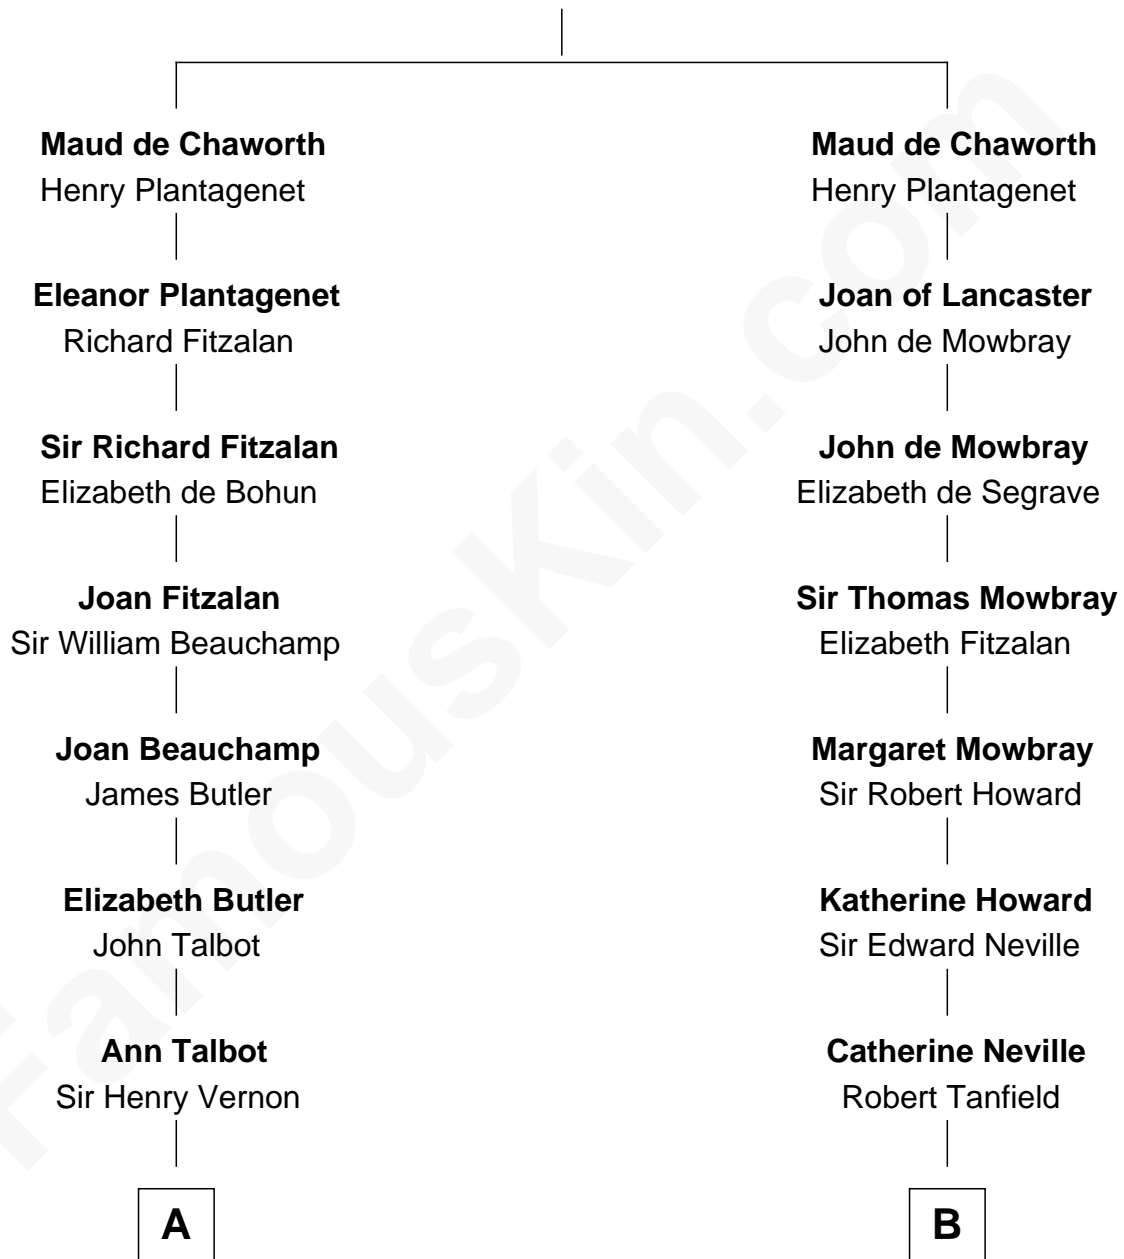 Maud de Chaworth
Henry Plantagenet
Eleanor Plantagenet
Richard Fitzalan
Sir Richard Fitzalan
Elizabeth de Bohun
Joan Fitzalan
Sir William Beauchamp
Joan Beauchamp
James Butler
Elizabeth Butler
John Talbot
Ann Talbot
Sir Henry Vernon
A
Maud de Chaworth
Henry Plantagenet
Joan of Lancaster
John de Mowbray
John de Mowbray
Elizabeth de Segrave
Sir Thomas Mowbray
Elizabeth Fitzalan
Margaret Mowbray
Sir Robert Howard
Katherine Howard
Sir Edward Neville
Catherine Neville
Robert Tanfield
B
FamousKin.com